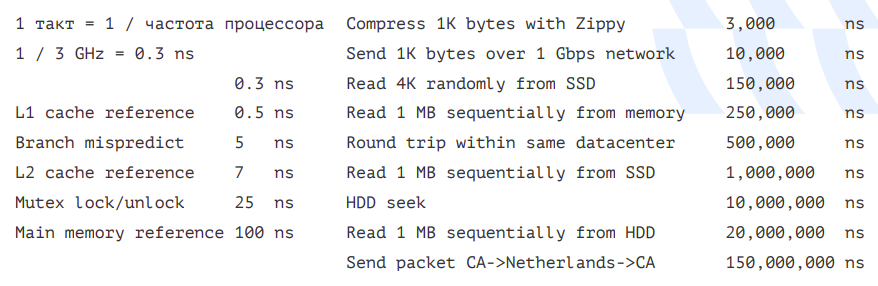 1 такт = 1 / частота процессора
1 / 3 GHz = 0.3 ns
0.3 ns
L1 cache reference 0.5 ns
Branch mispredict 5 ns
L2 cache reference 7 ns
Mutex lock/unlock 25 ns
Main memory reference 100 ns
Compress 1K bytes with Zippy 3,000 ns
Send 1K bytes over 1 Gbps network 10,000 ns
Read 4K randomly from SSD 150,000 ns
Read 1 MB sequentially from memory 250,000 ns
Round trip within same datacenter 500,000 ns
Read 1 MB sequentially from SSD 1,000,000 ns
HDD seek 10,000,000 ns
Read 1 MB sequentially from HDD 20,000,000 ns
Send packet CA->Netherlands->CA 150,000,000 ns